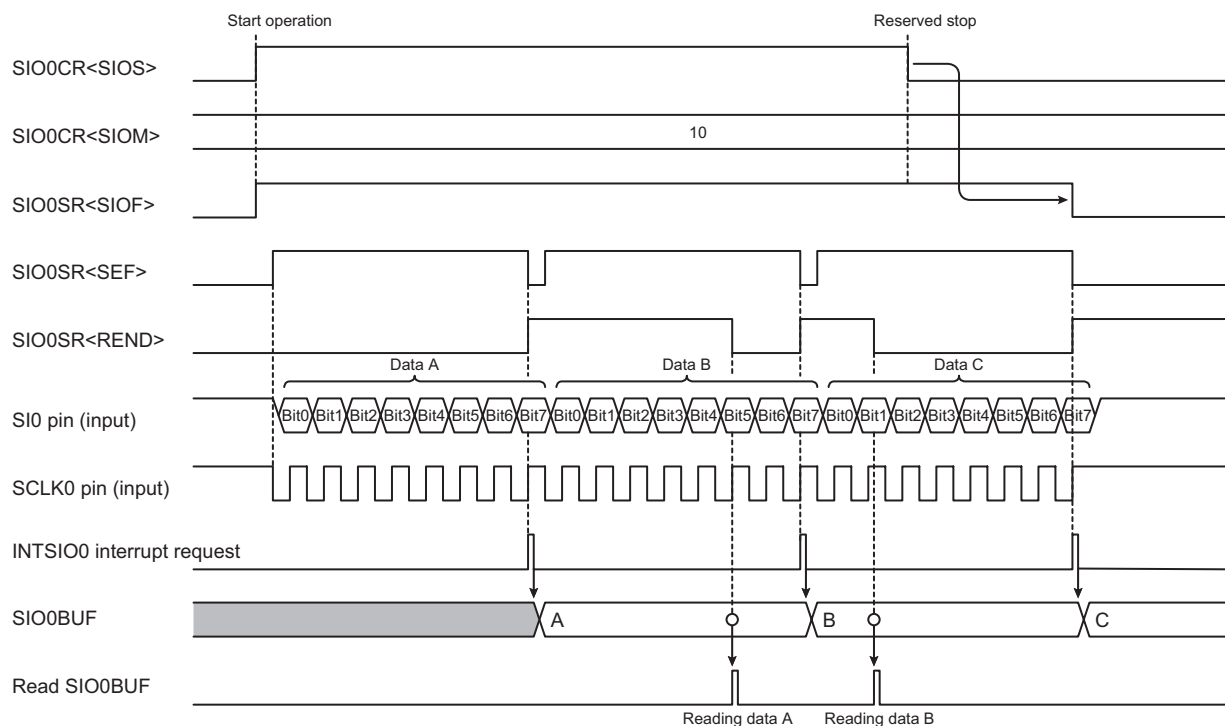 Start operation
Reserved stop
SIO0CR<SIOS>
SIO0CR<SIOM>
10
SIO0SR<SIOF>
SIO0SR<SEF>
SIO0SR<REND>
Data A Data B Data C
SI0 pin (input)
Bit0 Bit1 Bit2 Bit3 Bit4 Bit5 Bit6 Bit7 Bit0 Bit1 Bit2 Bit3 Bit4 Bit5 Bit6 Bit7 Bit0 Bit1 Bit2 Bit3 Bit4 Bit5 Bit6 Bit7
SCLK0 pin (input)
INTSIO0 interrupt request
SIO0BUF
A B C
Read SIO0BUF
Reading data A Reading data B